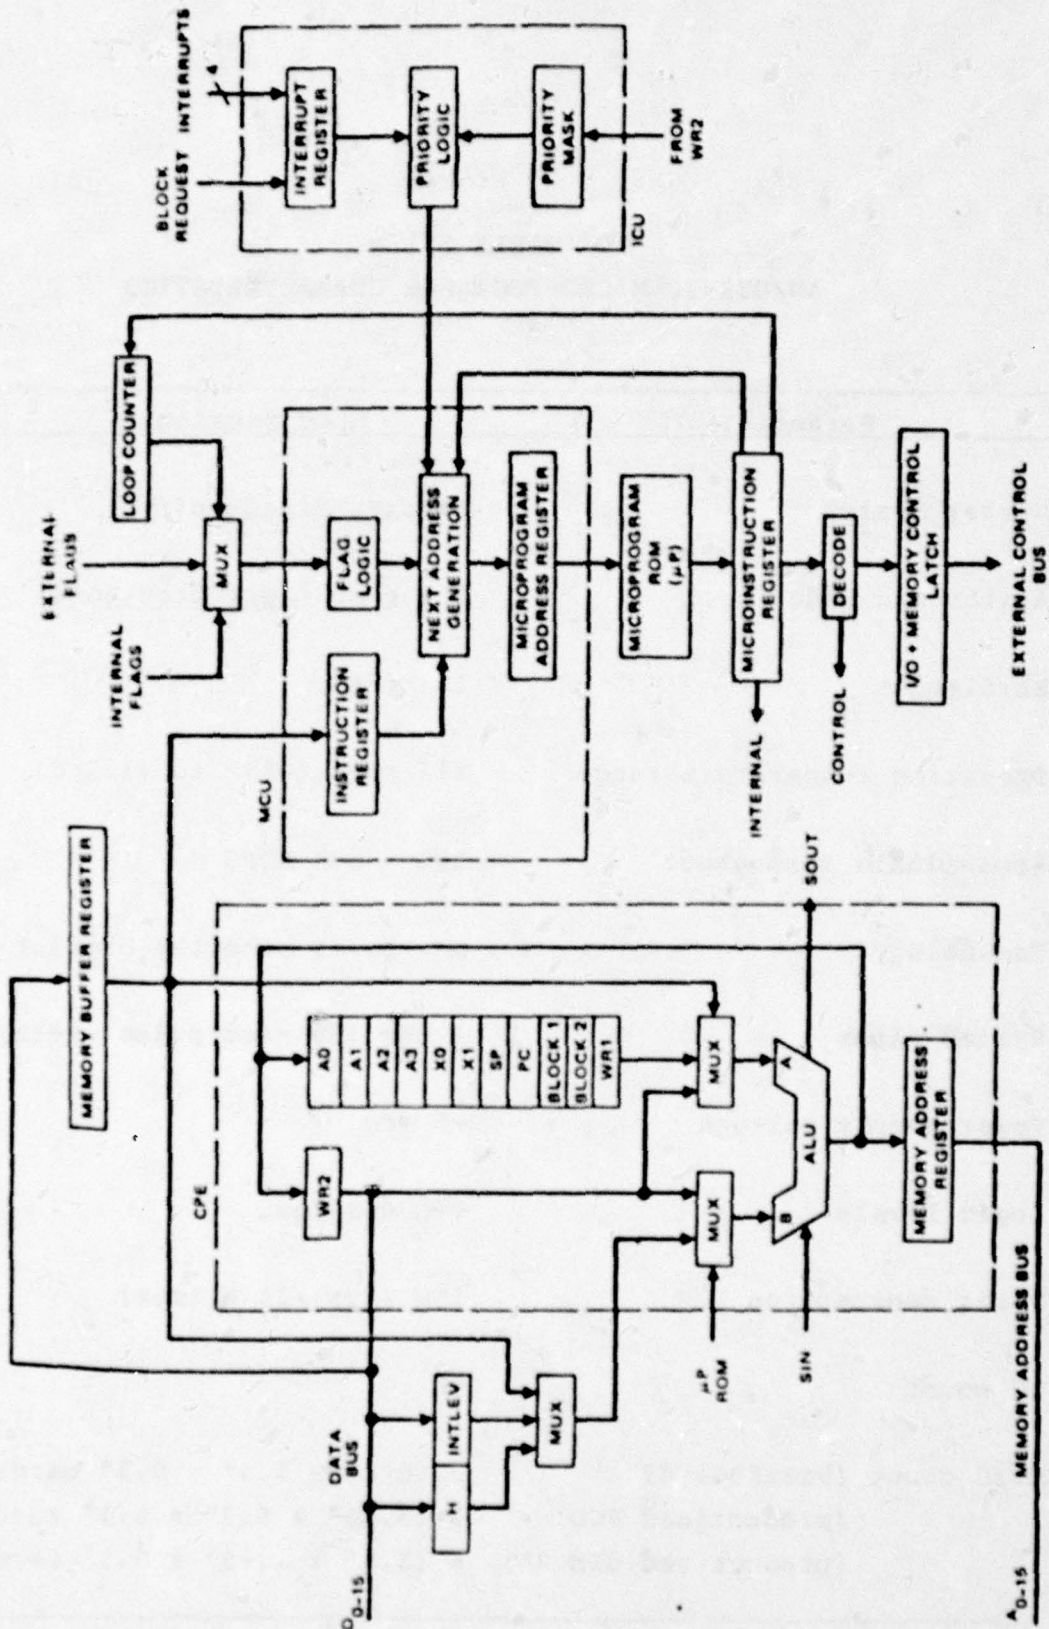 BLOCK
REQUEST INTERRUPTS
4
INTERRUPT
REGISTER
PRIORITY
LOGIC
PRIORITY
MASK
FROM
WR2
ICU
LOOP COUNTER
EXTERNAL
FLAGS
INTERNAL
FLAGS
MUX
FLAG
LOGIC
INSTRUCTION
REGISTER
NEXT ADDRESS
GENERATION
MICROPROGRAM
ADDRESS REGISTER
MCU
MICROPROGRAM
ROM
(µP)
MICROINSTRUCTION
REGISTER
INTERNAL
DECODE
CONTROL
I/O + MEMORY CONTROL
LATCH
EXTERNAL CONTROL
BUS
MEMORY BUFFER REGISTER
CPE
WR2
A0
A1
A2
A3
X0
X1
SP
PC
BLOCK 1
BLOCK 2
WR1
MUX
MUX
A
B
ALU
SOUT
SIN
µP
ROM
MEMORY ADDRESS
REGISTER
DATA
BUS
H
INTLEV
MUX
D0-15
MEMORY ADDRESS BUS
A0-15